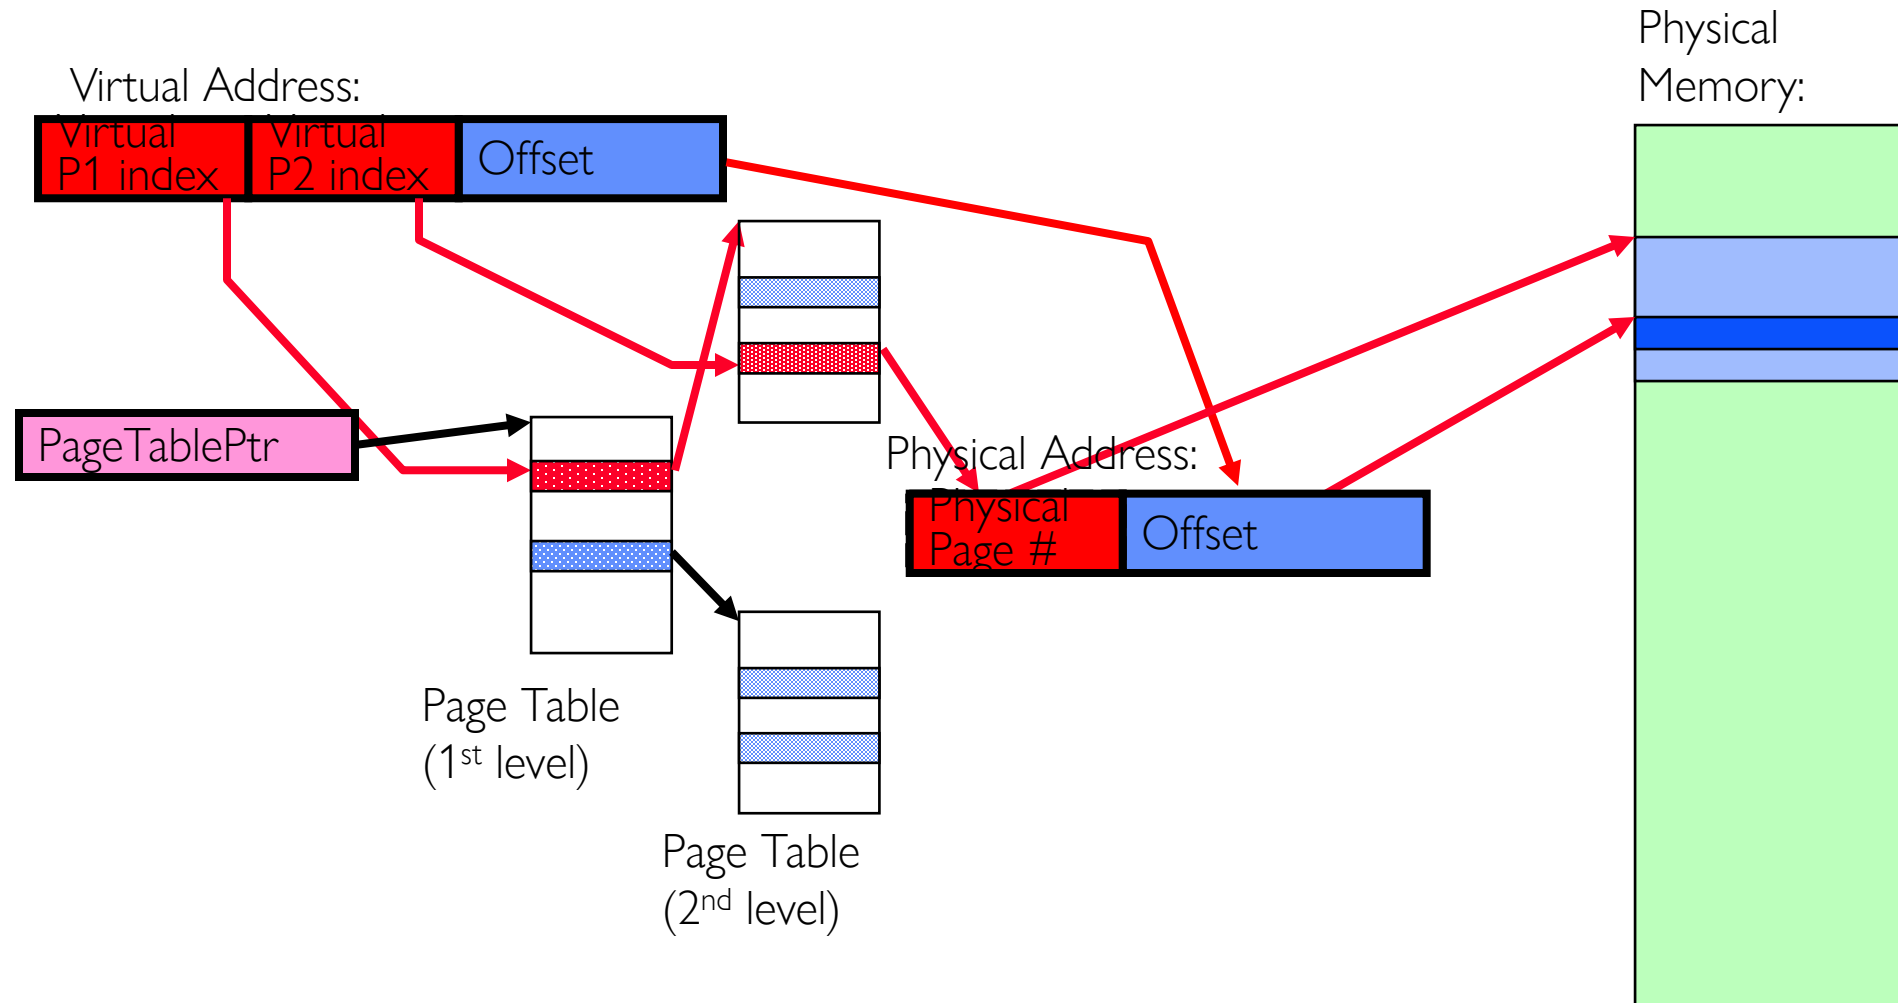 Physical
Memory:
Virtual Address:
Virtual
P1 index
Virtual
P2 index
Offset
PageTablePtr
Physical Address:
Physical
Page #
Offset
Page Table
(1st level)
Page Table
(2nd level)